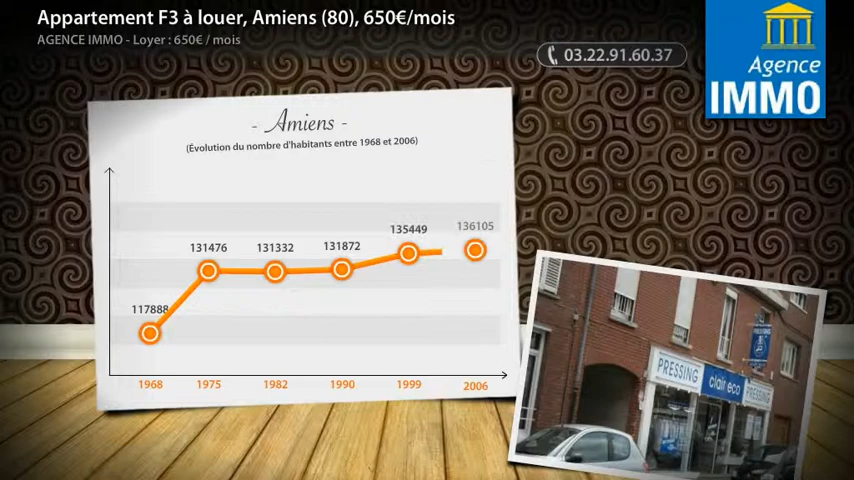 Appartement F3 à louer, Amiens (80), 650€/mois
AGENCE IMMO - Loyer : 650€ / mois
03.22.91.60.37
Agence
IMMO
- Amiens -
(Évolution du nombre d'habitants entre 1968 et 2006)
117888
131476
131332
131872
135449
136105
1968
1975
1982
1990
1999
2006
PRESSING
clair eco
PRESSING